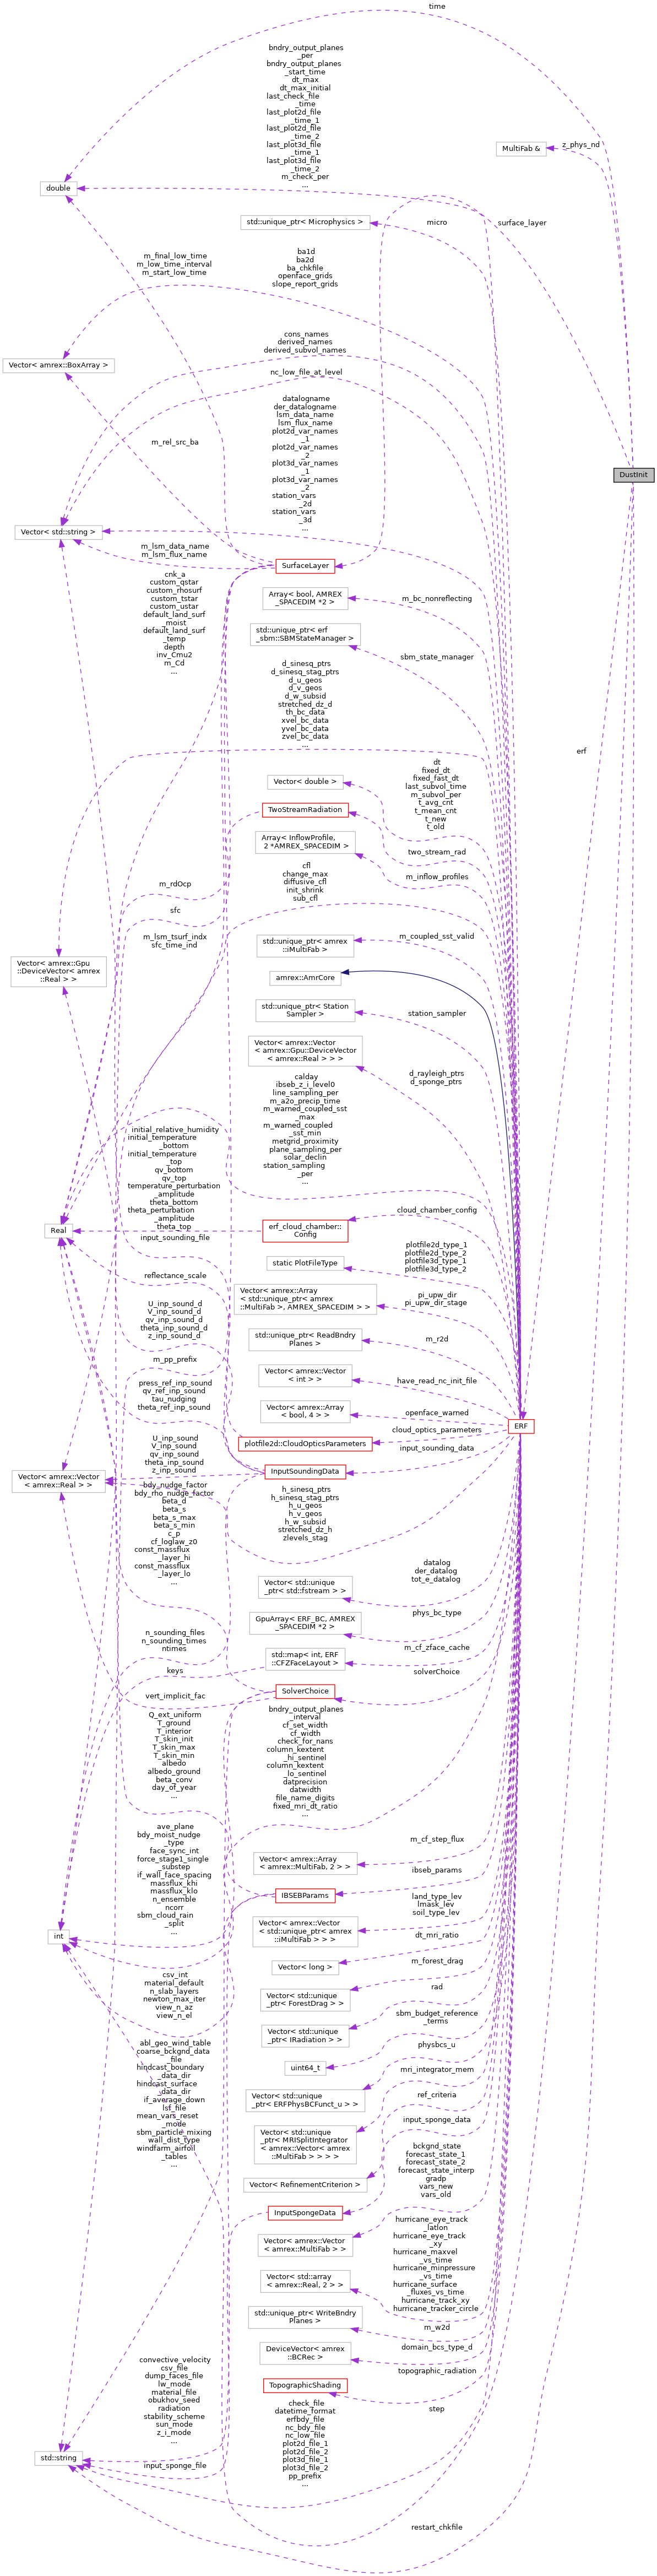 time
bndry_output_planes
_per
bndry_output_planes
_start_time
dt_max
dt_max_initial
last_check_file
_time
last_plot2d_file
_time_1
last_plot2d_file
_time_2
last_plot3d_file
_time_1
last_plot3d_file
_time_2
m_check_per
...
MultiFab &
z_phys_nd
double
std::unique_ptr< Microphysics >
micro
surface_layer
m_final_low_time
m_low_time_interval
m_start_low_time
ba1d
ba2d
ba_chkfile
openface_grids
slope_report_grids
cons_names
derived_names
derived_subvol_names
Vector< amrex::BoxArray >
nc_low_file_at_level
datalogname
der_datalogname
lsm_data_name
lsm_flux_name
plot2d_var_names
_1
plot2d_var_names
_2
plot3d_var_names
_1
plot3d_var_names
_2
station_vars
_2d
station_vars
_3d
...
m_rel_src_ba
DustInit
Vector< std::string >
m_lsm_data_name
m_lsm_flux_name
SurfaceLayer
cnk_a
custom_qstar
custom_rhosurf
custom_tstar
custom_ustar
default_land_surf
_moist
default_land_surf
_temp
depth
inv_Cmu2
m_Cd
...
Array< bool, AMREX
_SPACEDIM *2 >
m_bc_nonreflecting
std::unique_ptr< erf
_sbm::SBMStateManager >
sbm_state_manager
d_sinesq_ptrs
d_sinesq_stag_ptrs
d_u_geos
d_v_geos
d_w_subsid
stretched_dz_d
th_bc_data
xvel_bc_data
yvel_bc_data
zvel_bc_data
...
erf
Vector< double >
dt
fixed_dt
fixed_fast_dt
last_subvol_time
m_subvol_per
t_avg_cnt
t_mean_cnt
t_new
t_old
TwoStreamRadiation
Array< InflowProfile,
2 *AMREX_SPACEDIM >
two_stream_rad
m_inflow_profiles
cfl
change_max
diffusive_cfl
init_shrink
sub_cfl
m_rdOcp
sfc
m_lsm_tsurf_indx
sfc_time_ind
std::unique_ptr< amrex
::iMultiFab >
m_coupled_sst_valid
Vector< amrex::Gpu
::DeviceVector< amrex
::Real > >
amrex::AmrCore
std::unique_ptr< Station
Sampler >
station_sampler
Vector< amrex::Vector
< amrex::Gpu::DeviceVector
< amrex::Real > > >
d_rayleigh_ptrs
d_sponge_ptrs
calday
ibseb_z_i_level0
line_sampling_per
m_a2o_precip_time
m_warned_coupled_sst
_max
m_warned_coupled
_sst_min
metgrid_proximity
plane_sampling_per
solar_declin
station_sampling
_per
...
initial_relative_humidity
initial_temperature
_bottom
initial_temperature
_top
qv_bottom
qv_top
temperature_perturbation
_amplitude
theta_bottom
theta_perturbation
_amplitude
theta_top
Real
erf_cloud_chamber::
Config
cloud_chamber_config
input_sounding_file
static PlotFileType
plotfile2d_type_1
plotfile2d_type_2
plotfile3d_type_1
plotfile3d_type_2
reflectance_scale
Vector< amrex::Array
< std::unique_ptr< amrex
::MultiFab >, AMREX_SPACEDIM > >
pi_upw_dir
pi_upw_dir_stage
U_inp_sound_d
V_inp_sound_d
qv_inp_sound_d
theta_inp_sound_d
z_inp_sound_d
std::unique_ptr< ReadBndry
Planes >
m_r2d
m_pp_prefix
Vector< amrex::Vector
< int > >
have_read_nc_init_file
press_ref_inp_sound
qv_ref_inp_sound
tau_nudging
theta_ref_inp_sound
Vector< amrex::Array
< bool, 4 > >
openface_warned
ERF
cloud_optics_parameters
plotfile2d::CloudOpticsParameters
U_inp_sound
V_inp_sound
qv_inp_sound
theta_inp_sound
z_inp_sound
input_sounding_data
InputSoundingData
Vector< amrex::Vector
< amrex::Real > >
bdy_nudge_factor
bdy_rho_nudge_factor
beta_d
beta_s
beta_s_max
beta_s_min
c_p
cf_loglaw_z0
const_massflux
_layer_hi
const_massflux
_layer_lo
...
h_sinesq_ptrs
h_sinesq_stag_ptrs
h_u_geos
h_v_geos
h_w_subsid
stretched_dz_h
zlevels_stag
Vector< std::unique
_ptr< std::fstream > >
datalog
der_datalog
tot_e_datalog
GpuArray< ERF_BC, AMREX
_SPACEDIM *2 >
phys_bc_type
n_sounding_files
n_sounding_times
ntimes
std::map< int, ERF
::CFZFaceLayout >
m_cf_zface_cache
keys
solverChoice
SolverChoice
vert_implicit_fac
Q_ext_uniform
T_ground
T_interior
T_skin_init
T_skin_max
T_skin_min
albedo
albedo_ground
beta_conv
day_of_year
...
bndry_output_planes
_interval
cf_set_width
cf_width
check_for_nans
column_kextent
_hi_sentinel
column_kextent
_lo_sentinel
datprecision
datwidth
file_name_digits
fixed_mri_dt_ratio
...
ave_plane
bdy_moist_nudge
_type
face_sync_int
force_stage1_single
_substep
if_wall_face_spacing
massflux_khi
massflux_klo
n_ensemble
ncorr
sbm_cloud_rain
_split
...
Vector< amrex::Array
< amrex::MultiFab, 2 > >
m_cf_step_flux
IBSEBParams
ibseb_params
int
Vector< amrex::Vector
< std::unique_ptr< amrex
::iMultiFab > > >
land_type_lev
lmask_lev
soil_type_lev
Vector< long >
dt_mri_ratio
csv_int
material_default
n_slab_layers
newton_max_iter
view_n_az
view_n_el
Vector< std::unique
_ptr< ForestDrag > >
m_forest_drag
Vector< std::unique
_ptr< IRadiation > >
rad
abl_geo_wind_table
coarse_bckgnd_data
_file
hindcast_boundary
_data_dir
hindcast_surface
_data_dir
if_average_down
lsf_file
mean_vars_reset
_mode
sbm_particle_mixing
wall_dist_type
windfarm_airfoil
_tables
...
uint64_t
sbm_budget_reference
_terms
Vector< std::unique
_ptr< ERFPhysBCFunct_u > >
physbcs_u
Vector< std::unique
_ptr< MRISplitIntegrator
< amrex::Vector< amrex
::MultiFab > > > >
mri_integrator_mem
Vector< RefinementCriterion >
ref_criteria
InputSpongeData
input_sponge_data
Vector< amrex::Vector
< amrex::MultiFab > >
bckgnd_state
forecast_state_1
forecast_state_2
forecast_state_interp
gradp
vars_new
vars_old
Vector< std::array
< amrex::Real, 2 > >
hurricane_eye_track
_latlon
hurricane_eye_track
_xy
hurricane_maxvel
_vs_time
hurricane_minpressure
_vs_time
hurricane_surface
_fluxes_vs_time
hurricane_track_xy
hurricane_tracker_circle
std::unique_ptr< WriteBndry
Planes >
m_w2d
DeviceVector< amrex
::BCRec >
domain_bcs_type_d
convective_velocity
csv_file
dump_faces_file
lw_mode
material_file
obukhov_seed
radiation
stability_scheme
sun_mode
z_i_mode
...
TopographicShading
topographic_radiation
step
check_file
datetime_format
erfbdy_file
nc_bdy_file
nc_low_file
plot2d_file_1
plot2d_file_2
plot3d_file_1
plot3d_file_2
pp_prefix
...
std::string
input_sponge_file
restart_chkfile